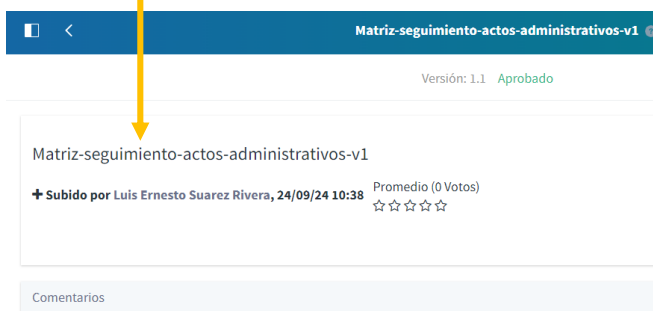 Matriz-seguimiento-actos-administrativos-v1
Versión: 1.1 Aprobado
Matriz-seguimiento-actos-administrativos-v1
+ Subido por Luis Ernesto Suarez Rivera, 24/09/24 10:38
Promedio (0 Votos)
Comentarios